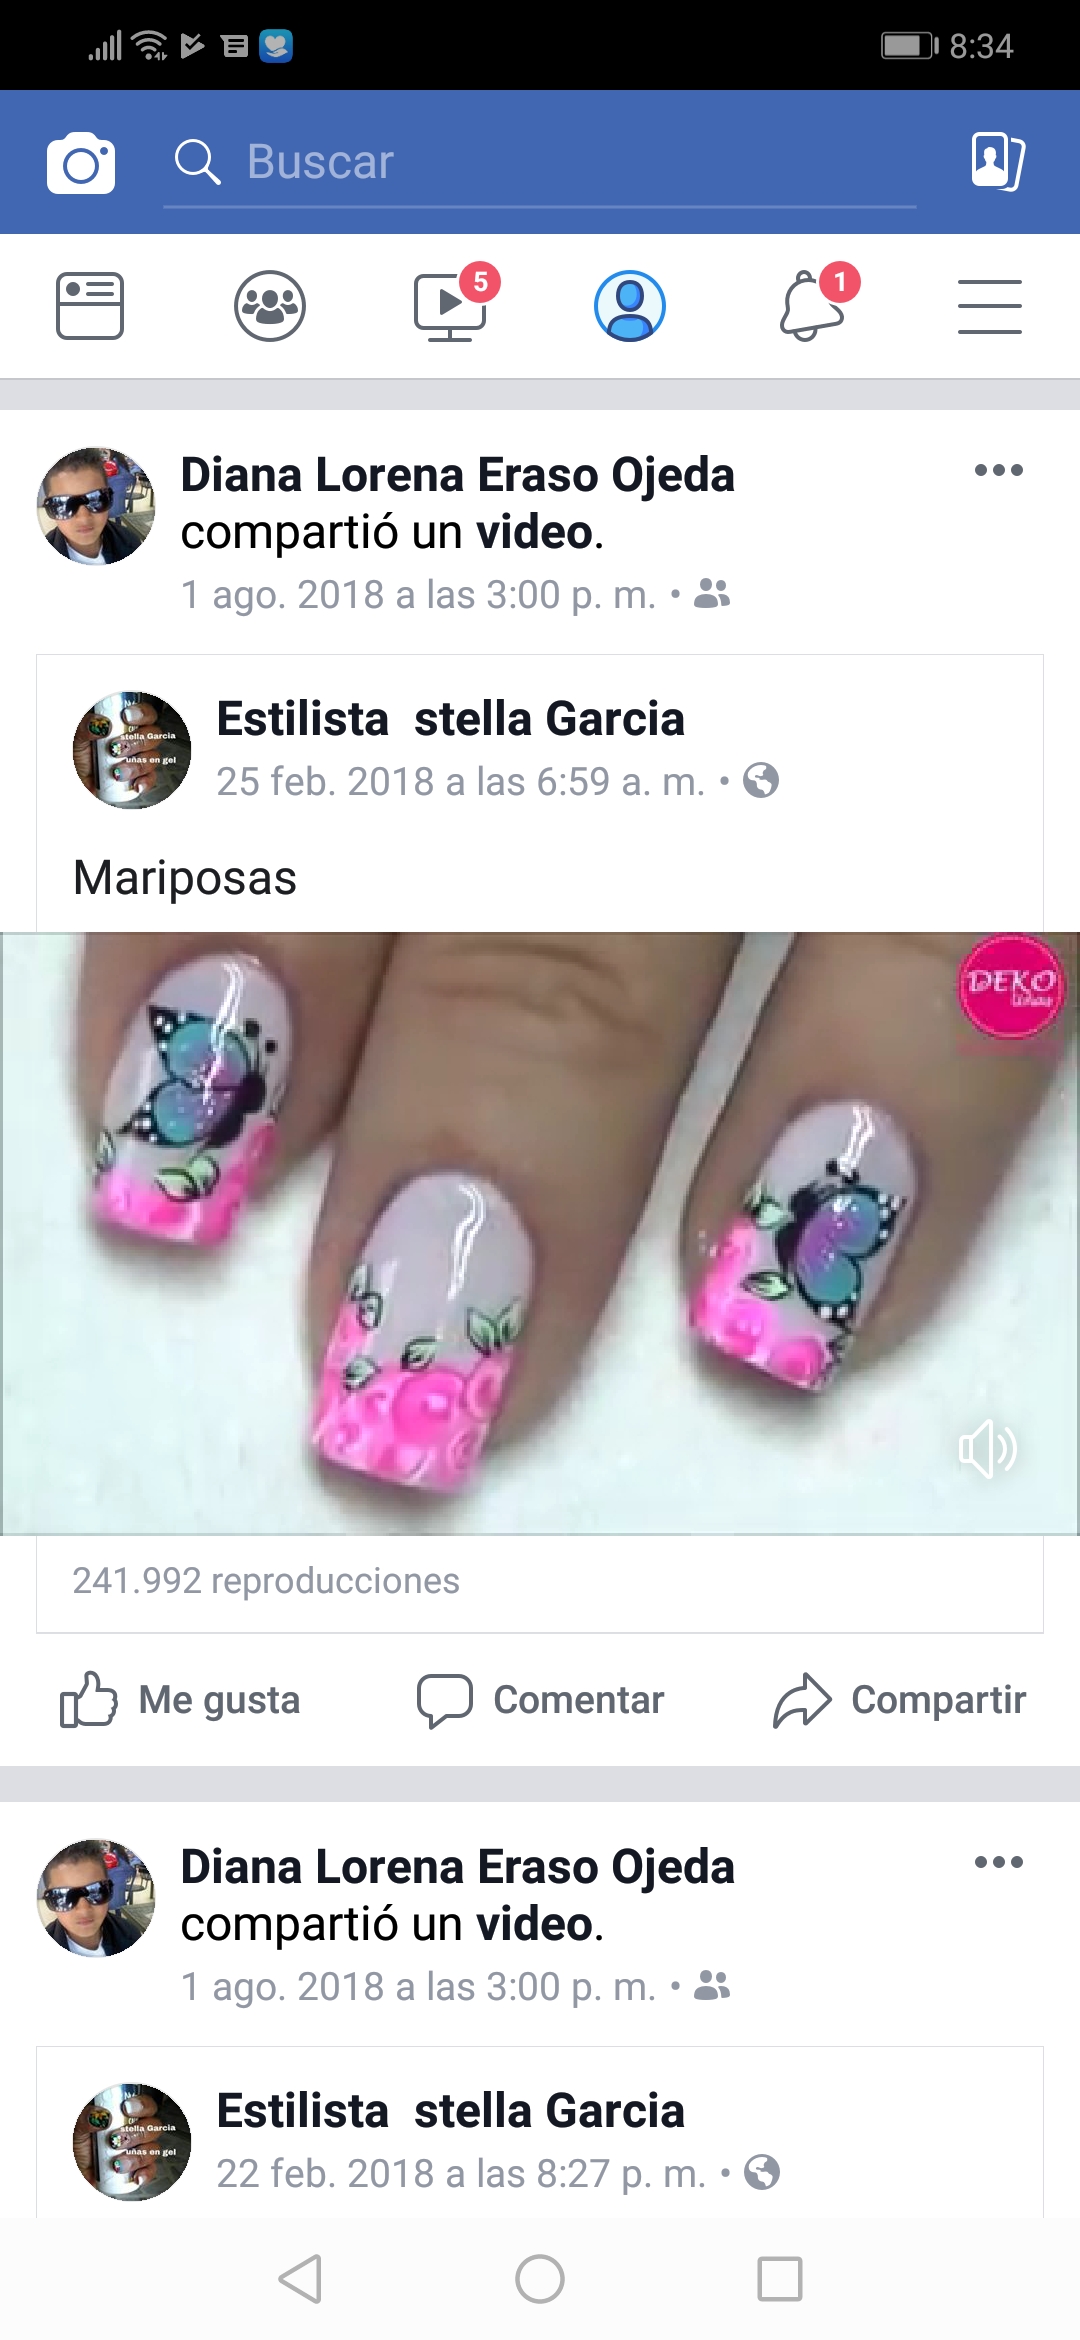 8:34
Buscar
5
1
Diana Lorena Eraso Ojeda
compartió un video.
1 ago. 2018 a las 3:00 p. m. •
stella Garcia
uñas en gel
Estilista  stella Garcia
25 feb. 2018 a las 6:59 a. m. •
Mariposas
DEKO
Uñas
241.992 reproducciones
Me gusta
Comentar
Compartir
Diana Lorena Eraso Ojeda
compartió un video.
1 ago. 2018 a las 3:00 p. m. •
stella Garcia
uñas en gel
Estilista  stella Garcia
22 feb. 2018 a las 8:27 p. m. •